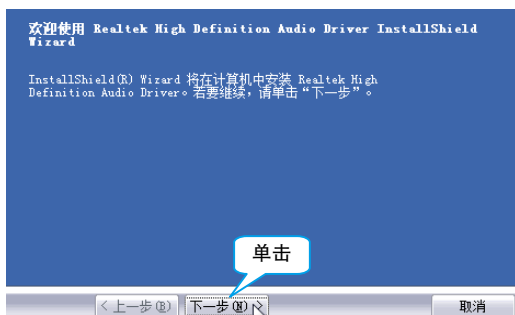 欢迎使用 Realtek High Definition Audio Driver InstallShield
Wizard
InstallShield(R) Wizard 将在计算机中安装 Realtek High
Definition Audio Driver。若要继续，请单击“下一步”。
单击
<上一步(B) 下一步(N)> 取消